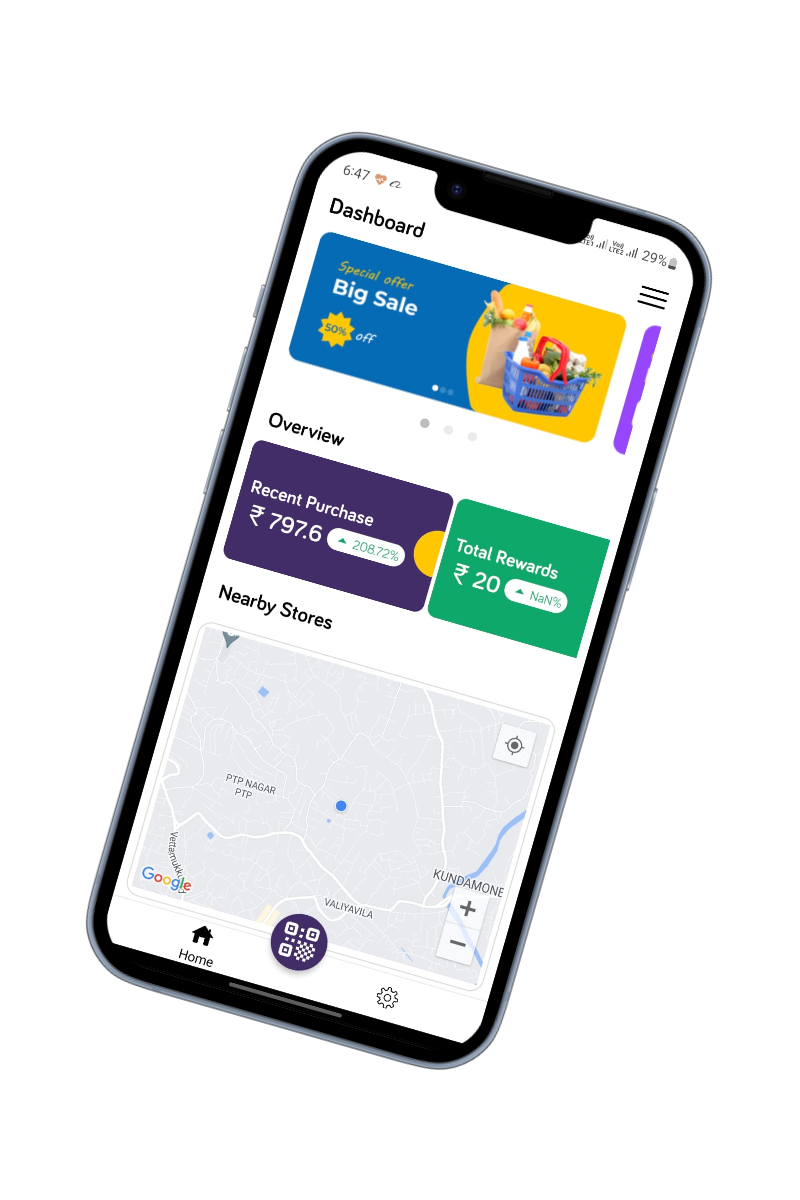 6:47
Vo)) LTE1 Vo)) LTE2 29%
Dashboard
Special offer
Big Sale
50% off
Overview
Recent Purchase
₹ 797.6 208.72%
Total Rewards
₹ 20 NaN%
Nearby Stores
PTP NAGAR
PTP
KUNDAMONE
VALIYAVILA
Google
+
−
Home